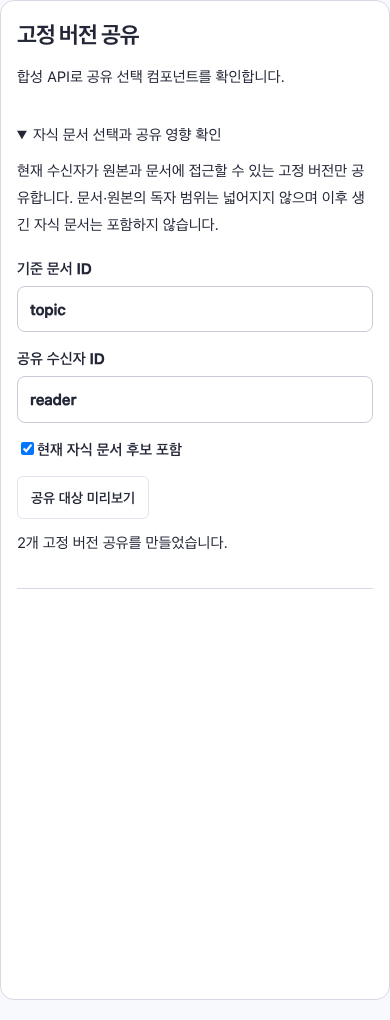 고정 버전 공유
합성 API로 공유 선택 컴포넌트를 확인합니다.
▼ 자식 문서 선택과 공유 영향 확인
현재 수신자가 원본과 문서에 접근할 수 있는 고정 버전만 공
유합니다. 문서·원본의 독자 범위는 넓어지지 않으며 이후 생
긴 자식 문서는 포함하지 않습니다.
기준 문서 ID
topic
공유 수신자 ID
reader
현재 자식 문서 후보 포함
공유 대상 미리보기
2개 고정 버전 공유를 만들었습니다.